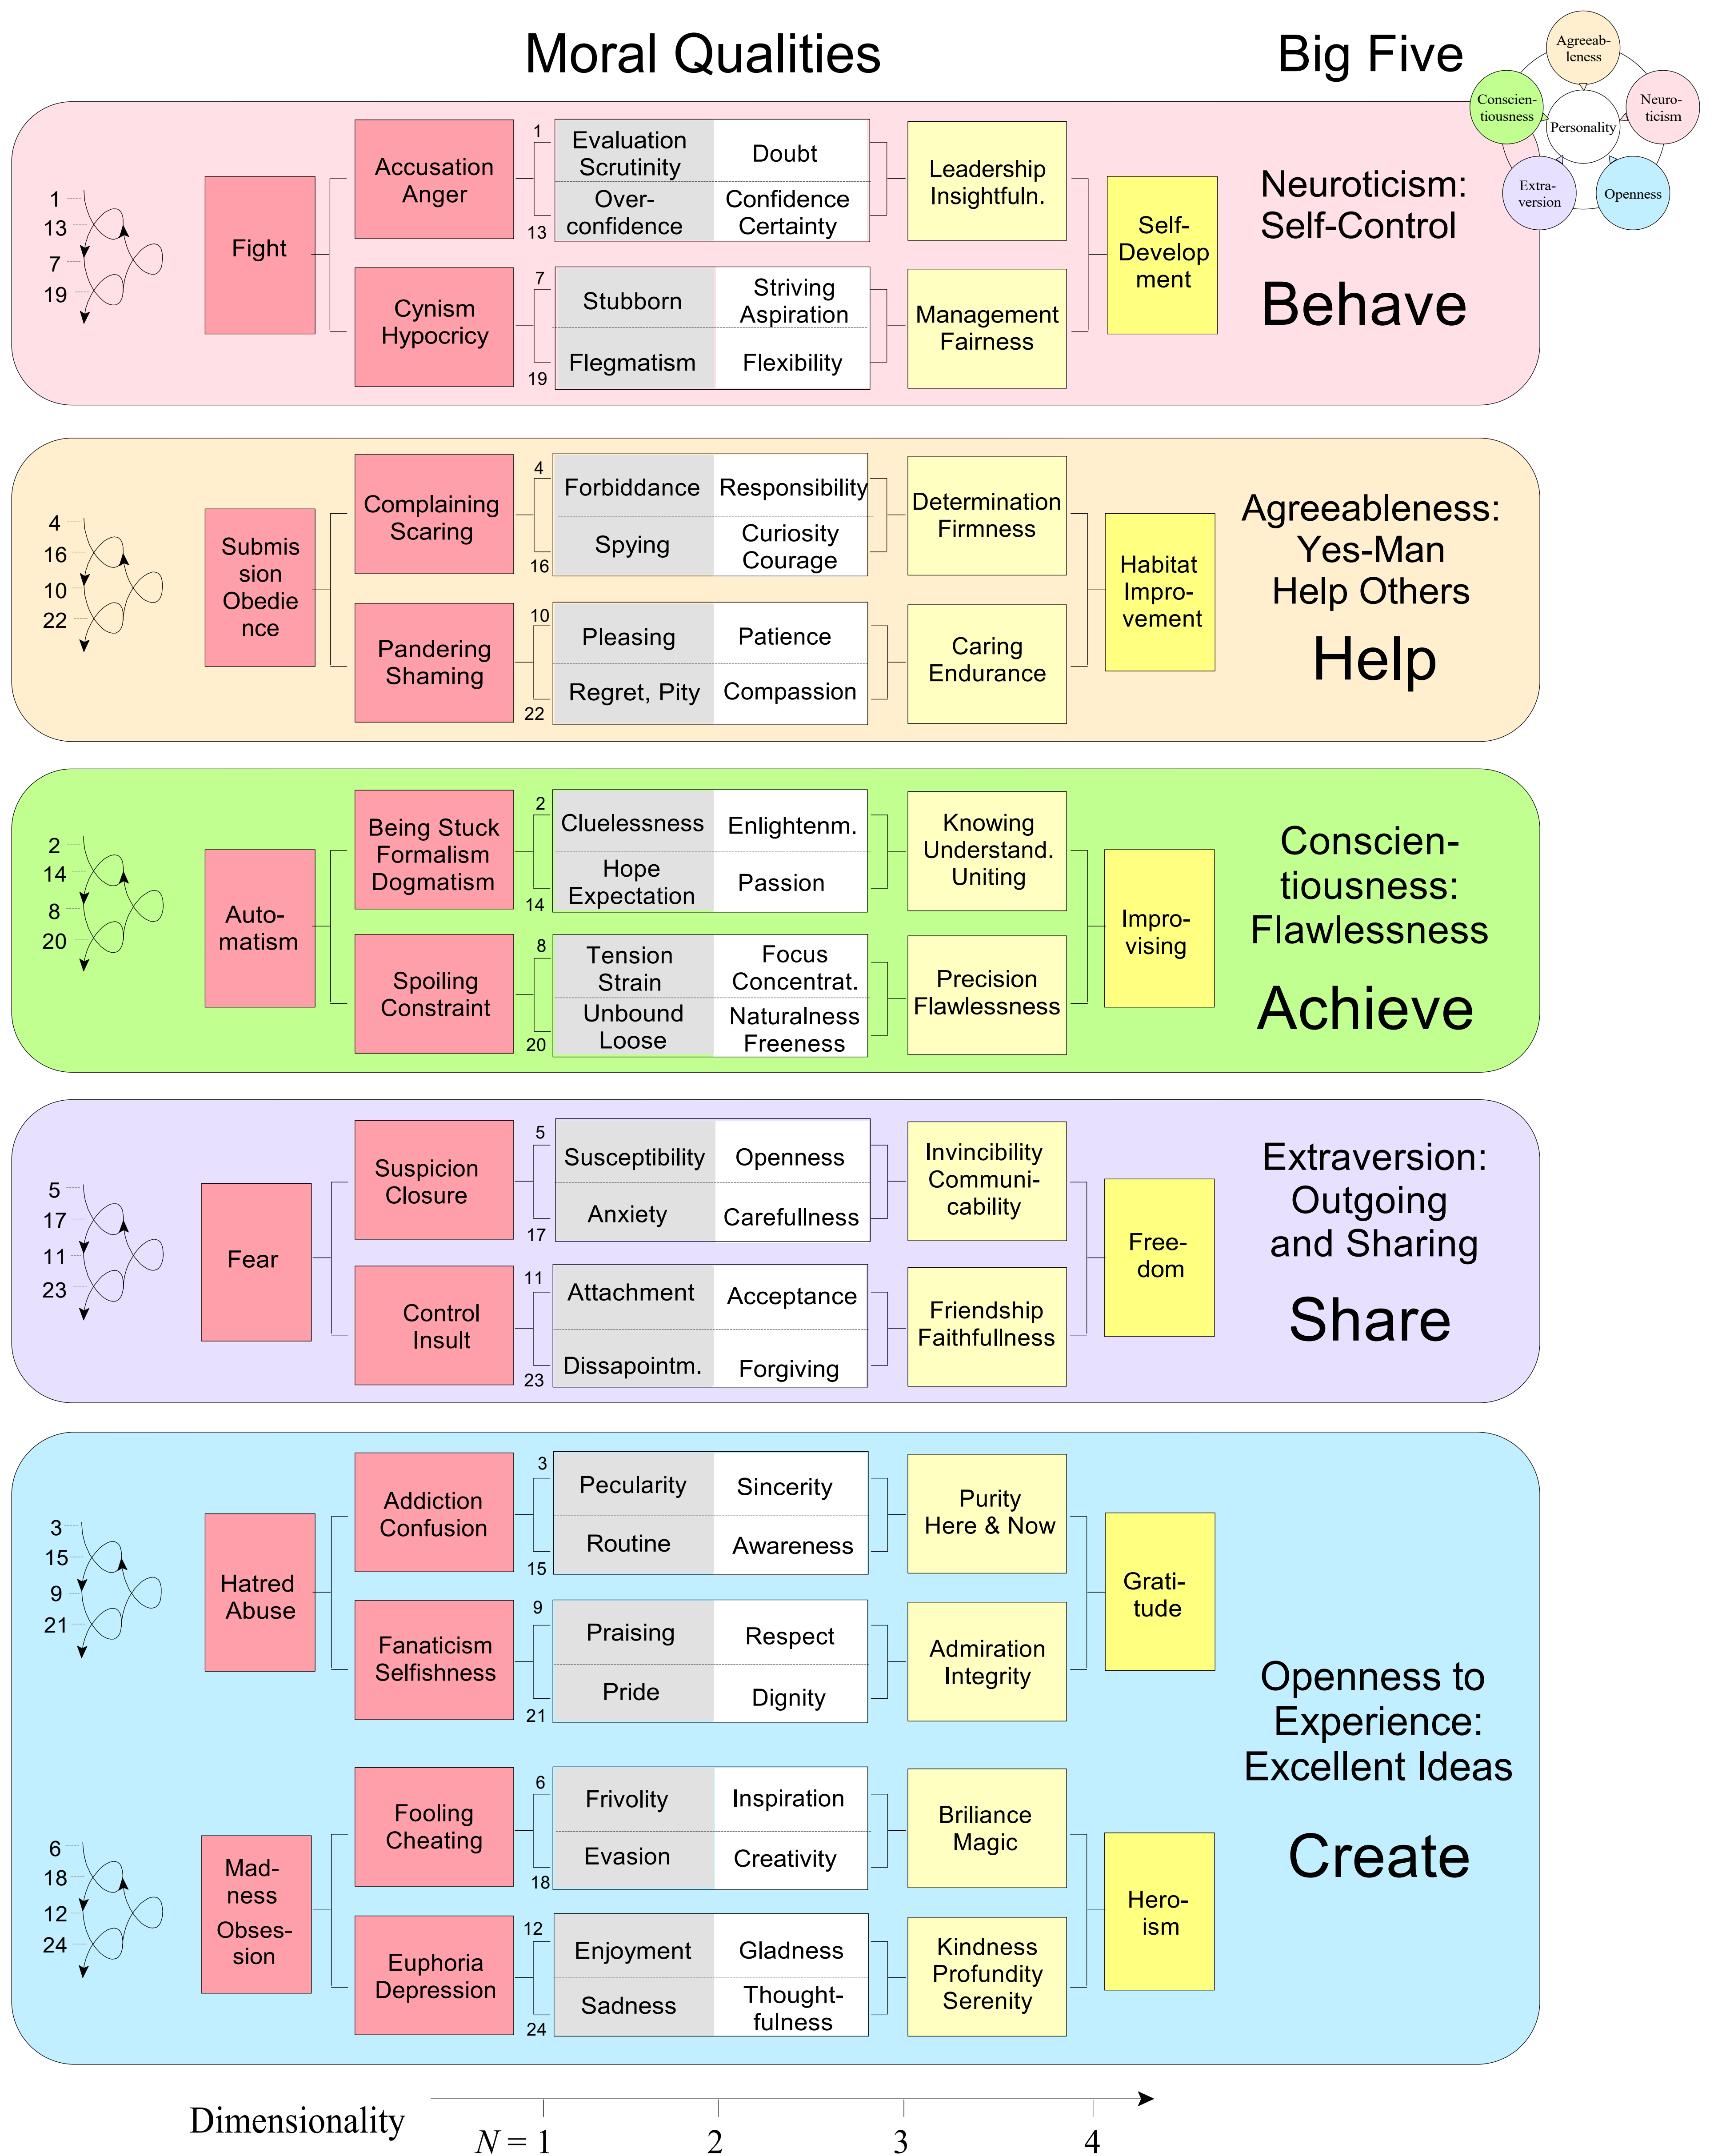 Moral Qualities
Big Five
Agreeab-
leness
Conscien-
tiousness
Neuro-
ticism
Personality
Extra-
version
Openness
1
13
7
19
Fight
Accusation
Anger
Cynism
Hypocricy
1
13
Evaluation
Scrutinity
Doubt
Over-
confidence
Confidence
Certainty
7
19
Stubborn
Striving
Aspiration
Flegmatism
Flexibility
Leadership
Insightfuln.
Management
Fairness
Self-
Develop
ment
Neuroticism:
Self-Control
Behave
4
16
10
22
Submis
sion
Obedie
nce
Complaining
Scaring
Pandering
Shaming
4
16
Forbiddance
Responsibility
Spying
Curiosity
Courage
10
22
Pleasing
Patience
Regret, Pity
Compassion
Determination
Firmness
Caring
Endurance
Habitat
Impro-
vement
Agreeableness:
Yes-Man
Help Others
Help
2
14
8
20
Auto-
matism
Being Stuck
Formalism
Dogmatism
Spoiling
Constraint
2
14
Cluelessness
Enlightenm.
Hope
Expectation
Passion
8
20
Tension
Strain
Focus
Concentrat.
Unbound
Loose
Naturalness
Freeness
Knowing
Understand.
Uniting
Precision
Flawlessness
Impro-
vising
Conscien-
tiousness:
Flawlessness
Achieve
5
17
11
23
Fear
Suspicion
Closure
Control
Insult
5
17
Susceptibility
Openness
Anxiety
Carefullness
11
23
Attachment
Acceptance
Dissapointm.
Forgiving
Invincibility
Communi-
cability
Friendship
Faithfullness
Free-
dom
Extraversion:
Outgoing
and Sharing
Share
3
15
9
21
Hatred
Abuse
Addiction
Confusion
Fanaticism
Selfishness
3
15
Pecularity
Sincerity
Routine
Awareness
9
21
Praising
Respect
Pride
Dignity
Purity
Here & Now
Admiration
Integrity
Grati-
tude
6
18
12
24
Mad-
ness
Obses-
sion
Fooling
Cheating
Euphoria
Depression
6
18
Frivolity
Inspiration
Evasion
Creativity
12
24
Enjoyment
Gladness
Sadness
Thought-
fulness
Briliance
Magic
Kindness
Profundity
Serenity
Hero-
ism
Openness to
Experience:
Excellent Ideas
Create
Dimensionality
N = 1
2
3
4